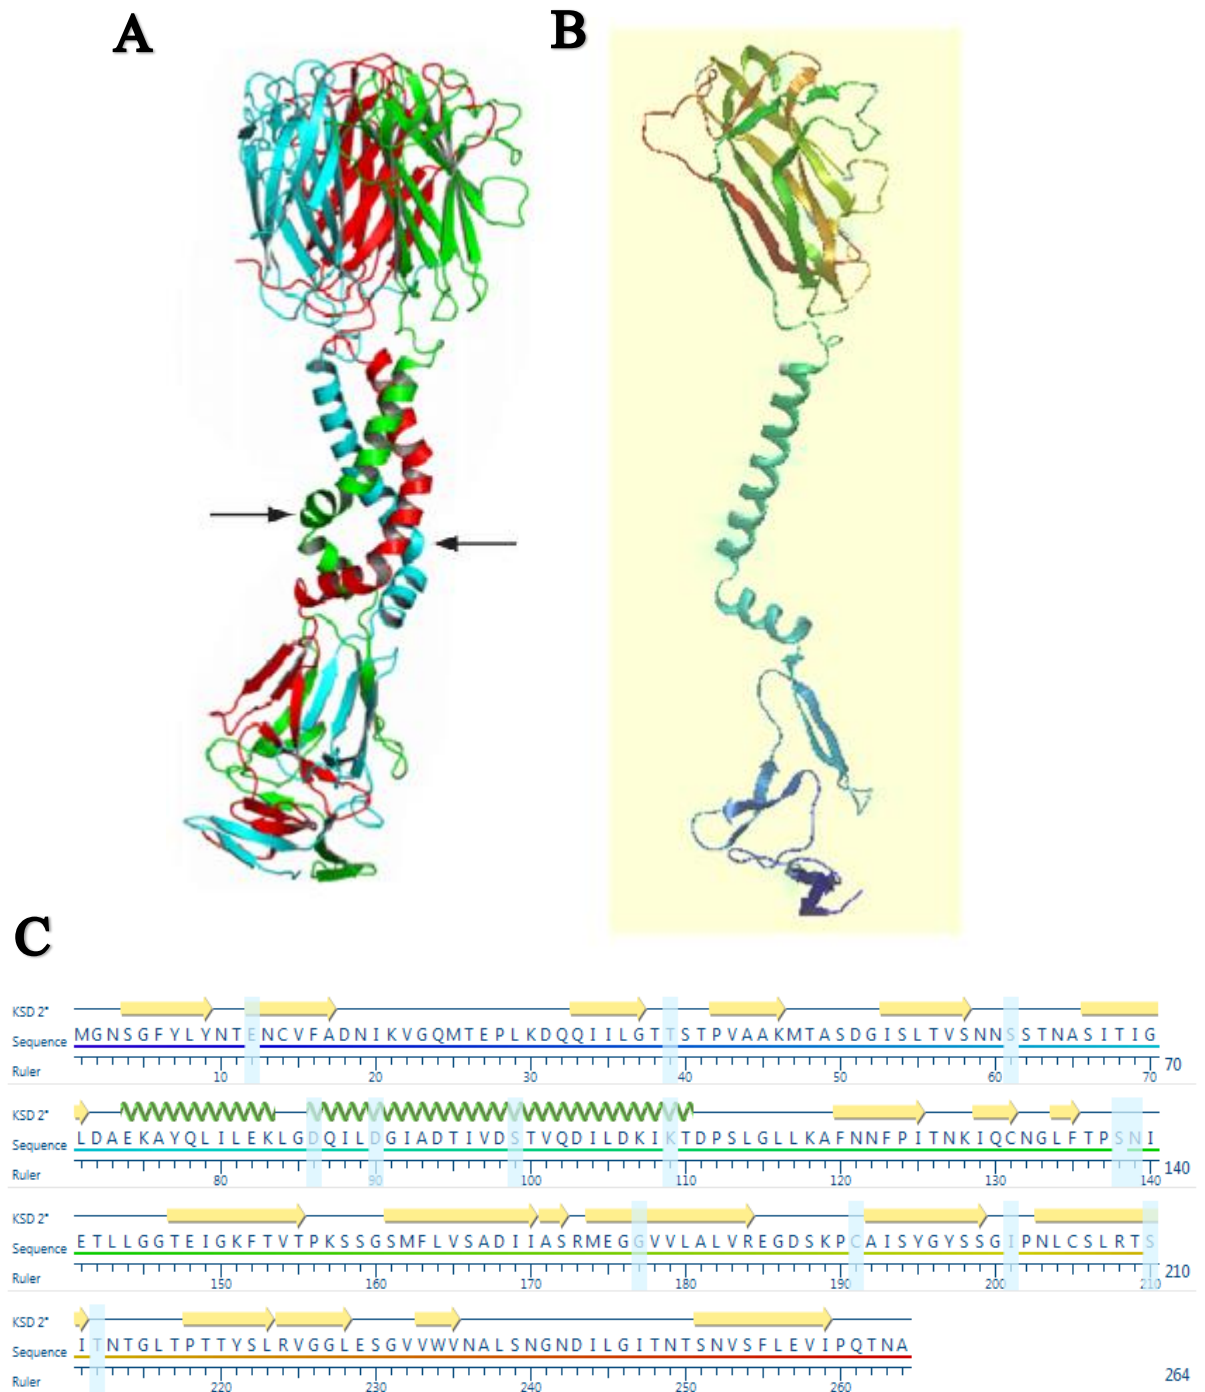 A
B
C
KSD 2°
Sequence MGNSGFYLYNTENCVFADNIKVGQMTEPLKDQQIILGTTSTPVAAKMTASDGISLTVSNNSSTNASITIG
Ruler 10 20 30 40 50 60 70 70
KSD 2°
Sequence LDAEKAYQLILEKLGDQILDGIADTIVDSTVQDILDKIKTDPSLGLLKAFNNFPITNKIQCNGLFTPSNI
Ruler 80 90 100 110 120 130 140 140
KSD 2°
Sequence ETLLGGTEIGKFTVTPKSSGSMFLVSADIIASRMEGGVVLALVREGDSKPCAISYGYSSGIPNLCSLRTS
Ruler 150 160 170 180 190 200 210 210
KSD 2°
Sequence ITNTGLTPTTYSLRVGGLESGVVWVNALSNGNDILGITNTSNVSFLEVIPQTNA
Ruler 220 230 240 250 260 264